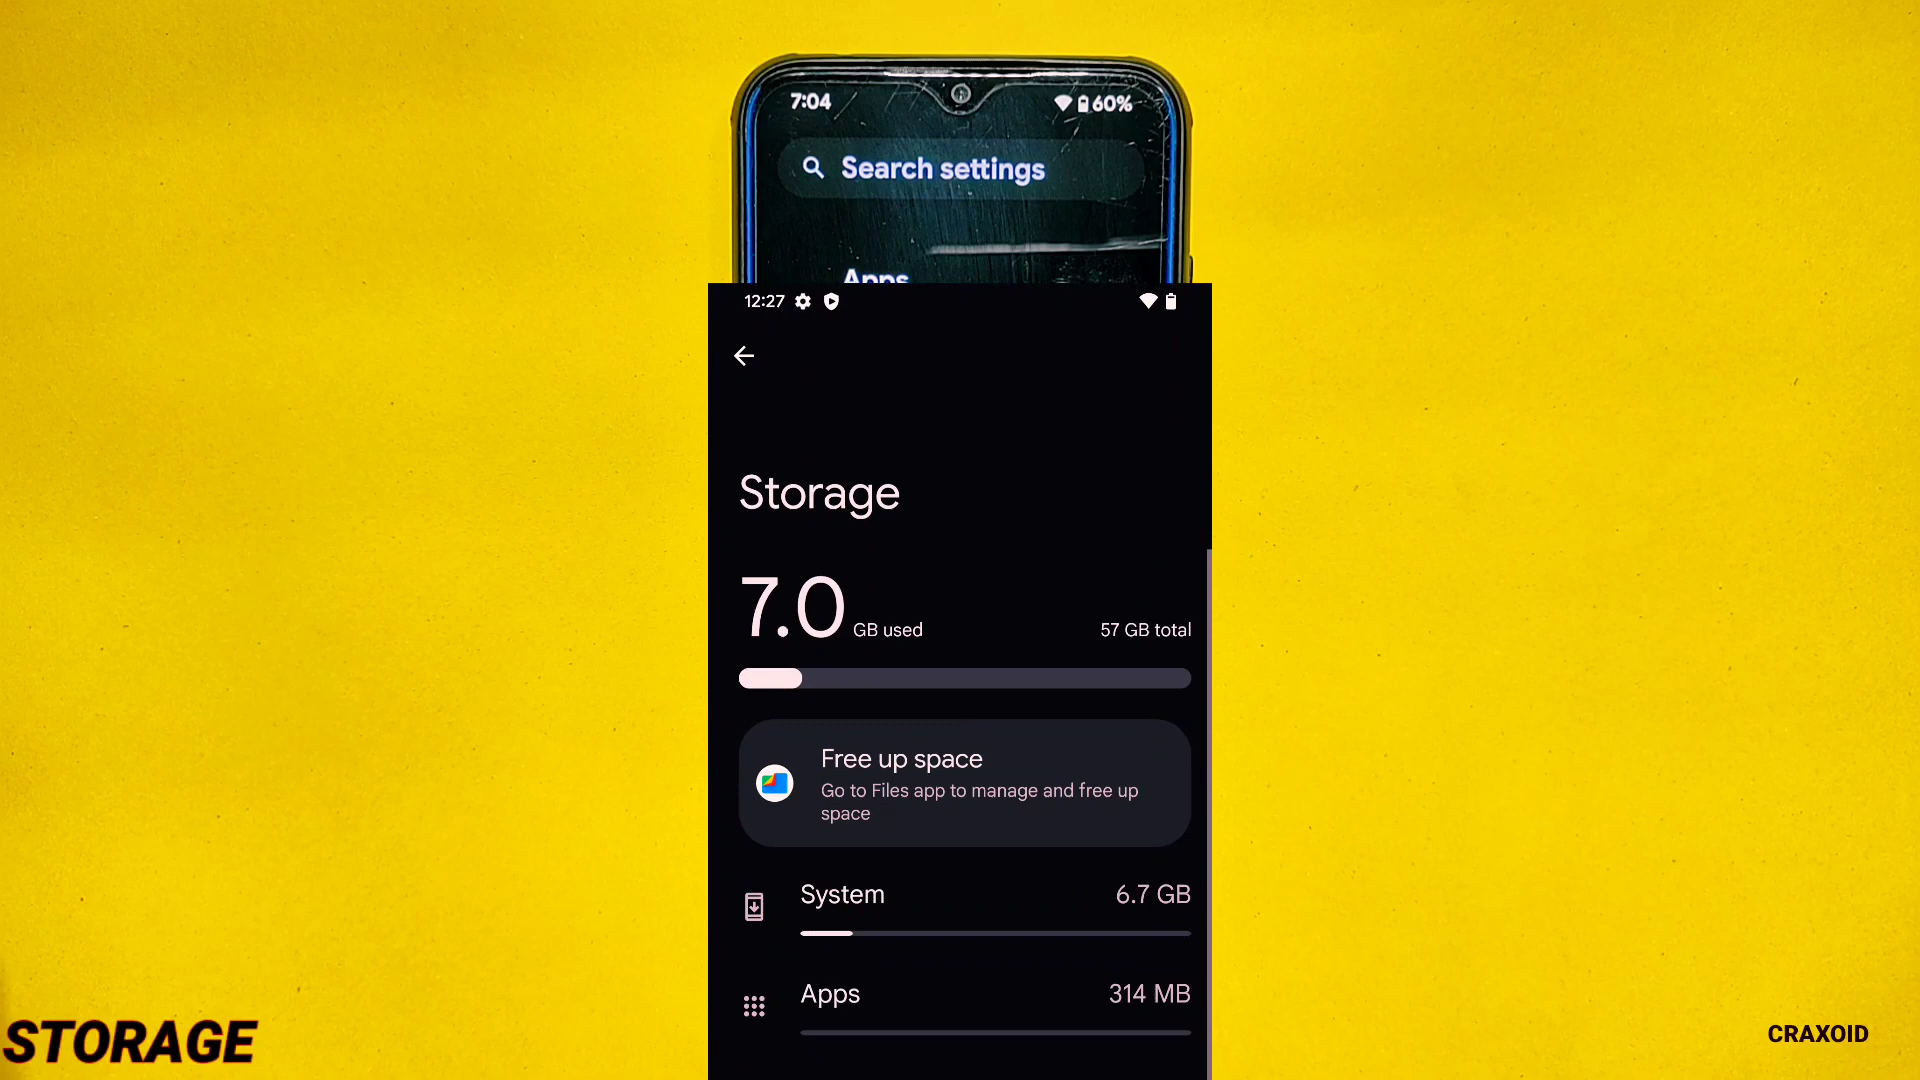 7:04
60%
Search settings
Apps
12:27
Storage
7.0 GB used
57 GB total
Free up space
Go to Files app to manage and free up
space
System
6.7 GB
Apps
314 MB
STORAGE
CRAXOID